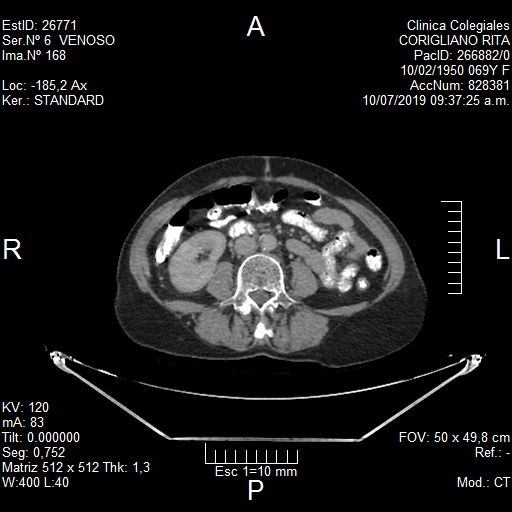 EstID: 26771
Ser.Nº 6 VENOSO
Ima.Nº 168
Loc: -185,2 Ax
Ker.: STANDARD
A
Clinica Colegiales
CORIGLIANO RITA
PacID: 266882/0
10/02/1950 069Y F
AccNum: 828381
10/07/2019 09:37:25 a.m.
R
L
KV: 120
mA: 83
Tilt: 0.000000
Seg: 0,752
Matriz 512 x 512 Thk: 1,3
W:400 L:40
Esc 1=10 mm
P
FOV: 50 x 49,8 cm
Ref.: -
Mod.: CT